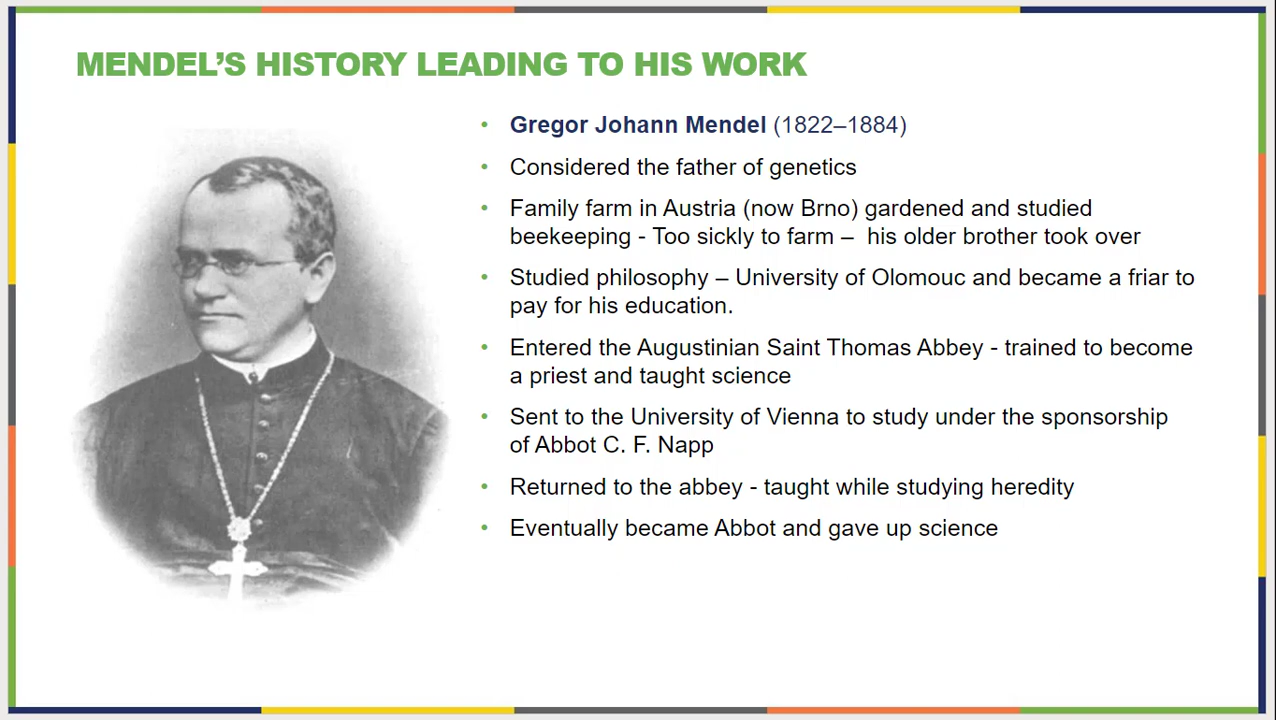 MENDEL'S HISTORY LEADING TO HIS WORK
• Gregor Johann Mendel (1822–1884)
• Considered the father of genetics
• Family farm in Austria (now Brno) gardened and studied
beekeeping - Too sickly to farm –  his older brother took over
• Studied philosophy – University of Olomouc and became a friar to
pay for his education.
• Entered the Augustinian Saint Thomas Abbey - trained to become
a priest and taught science
• Sent to the University of Vienna to study under the sponsorship
of Abbot C. F. Napp
• Returned to the abbey - taught while studying heredity
• Eventually became Abbot and gave up science